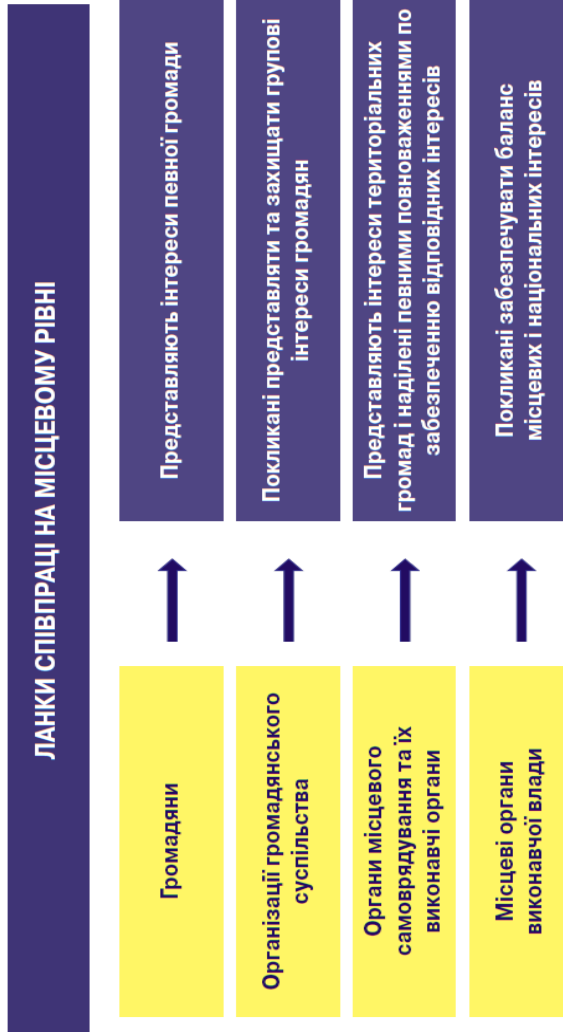 ЛАНКИ СПІВПРАЦІ НА МІСЦЕВОМУ РІВНІ
Громадяни
Представляють інтереси певної громади
Організації громадянського
суспільства
Покликані представляти та захищати групові
інтереси громадян
Органи місцевого
самоврядування та їх
виконавчі органи
Представляють інтереси територіальних
громад і наділені певними повноваженнями по
забезпеченню відповідних інтересів
Місцеві органи
виконавчої влади
Покликані забезпечувати баланс
місцевих і національних інтересів